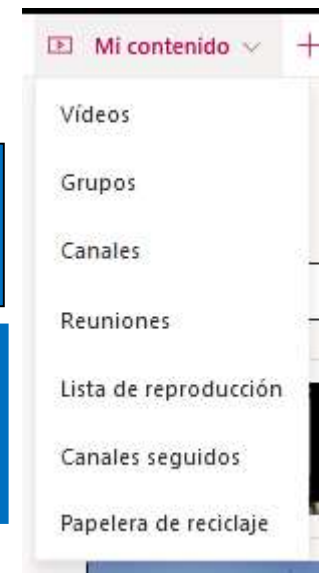 Mi contenido
Vídeos
Grupos
Canales
Reuniones
Lista de reproducción
Canales seguidos
Papelera de reciclaje